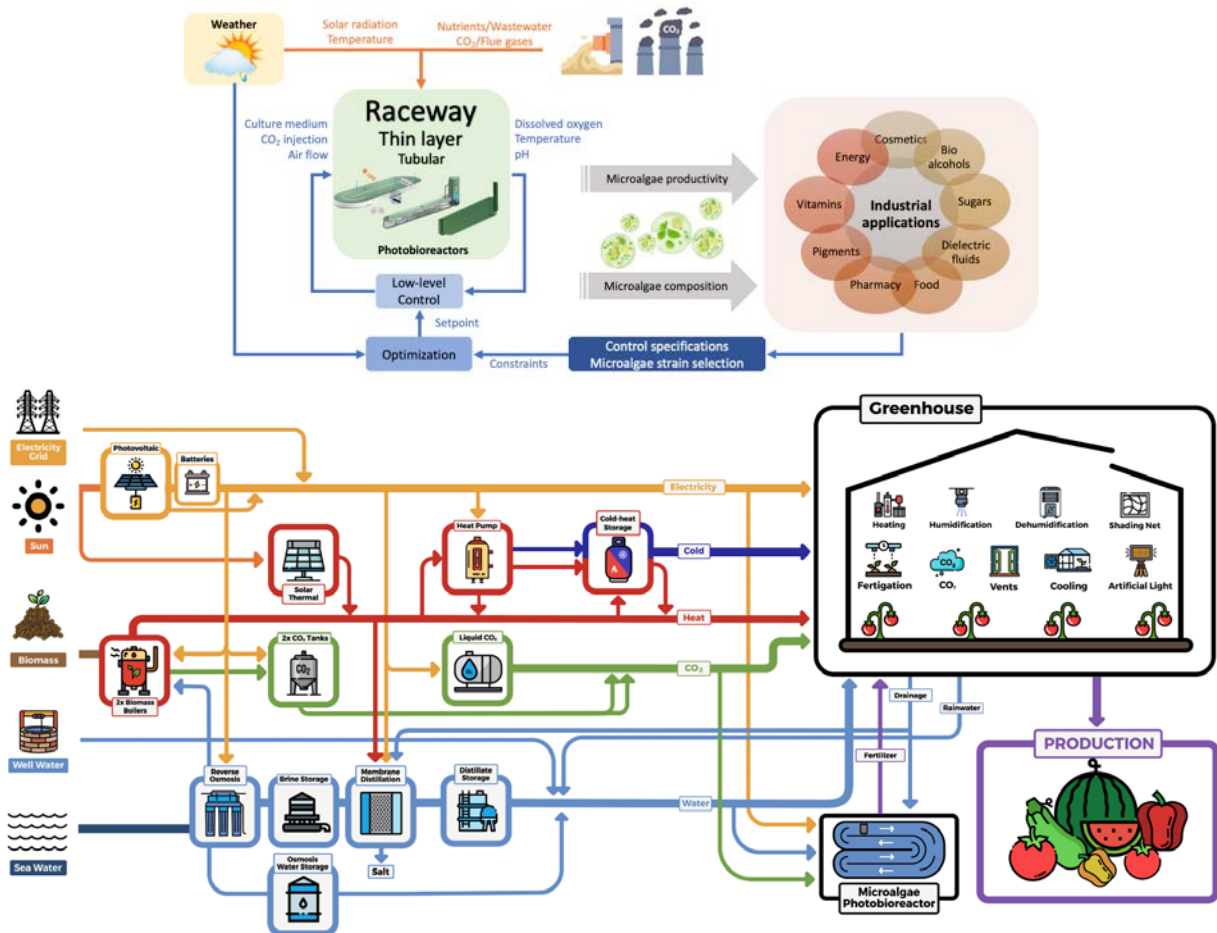 Weather
Solar radiation
Temperature
Nutrients/Wastewater
CO₂/Flue gases
CO₂
Culture medium
CO₂ injection
Air flow
Raceway
Thin layer
Tubular
Photobioreactors
Dissolved oxygen
Temperature
pH
Low-level
Control
Setpoint
Optimization
Constraints
Control specifications
Microalgae strain selection
Microalgae productivity
Microalgae composition
Industrial
applications
Cosmetics
Bio
alcohols
Sugars
Dielectric
fluids
Food
Pharmacy
Pigments
Vitamins
Energy
Electricity
Grid
Sun
Biomass
Well Water
Sea Water
Photovoltaic
Batteries
Solar
Thermal
Heat Pump
Cold-heat
Storage
2x Biomass
Boilers
2x CO₂ Tanks
CO₂
Liquid CO₂
Electricity
Cold
Heat
CO₂
Water
Reverse
Osmosis
Brine Storage
Membrane
Distillation
Distillate
Storage
Salt
Osmosis
Water Storage
Greenhouse
Heating
Humidification
Dehumidification
Shading Net
Fertigation
CO₂
CO₂
Vents
Cooling
Artificial Light
Drainage
Rainwater
Fertilizer
Microalgae
Photobioreactor
PRODUCTION